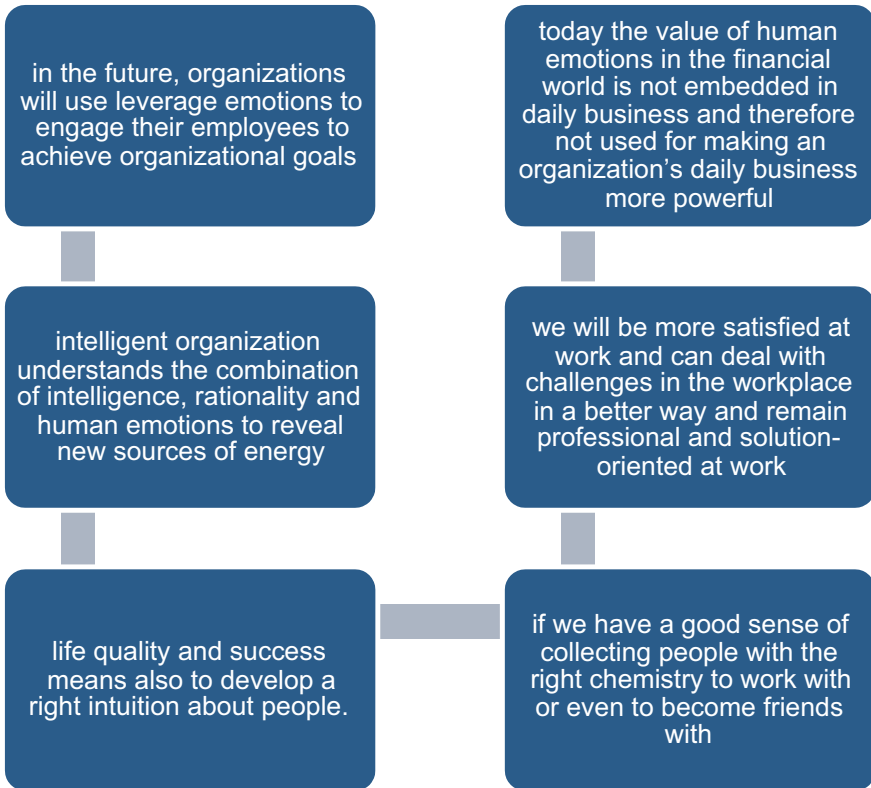 in the future, organizations
will use leverage emotions to
engage their employees to
achieve organizational goals
intelligent organization
understands the combination
of intelligence, rationality and
human emotions to reveal
new sources of energy
life quality and success
means also to develop a
right intuition about people.
if we have a good sense of
collecting people with the
right chemistry to work with
or even to become friends
with
we will be more satisfied at
work and can deal with
challenges in the workplace
in a better way and remain
professional and solution-
oriented at work
today the value of human
emotions in the financial
world is not embedded in
daily business and therefore
not used for making an
organization’s daily business
more powerful